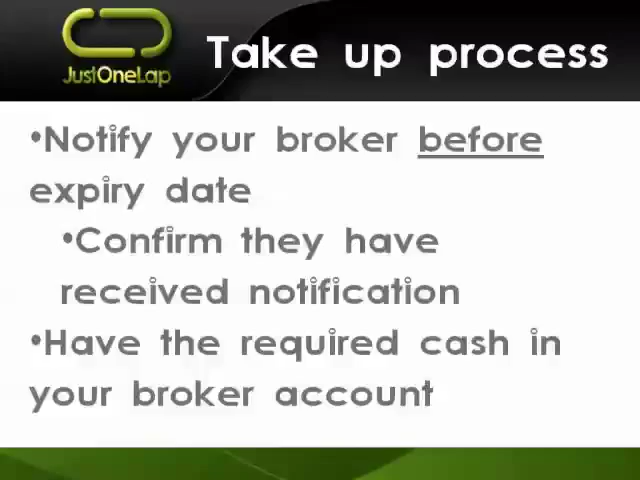 JustOneLap
Take up process
•Notify your broker before
expiry date
•Confirm they have
received notification
•Have the required cash in
your broker account